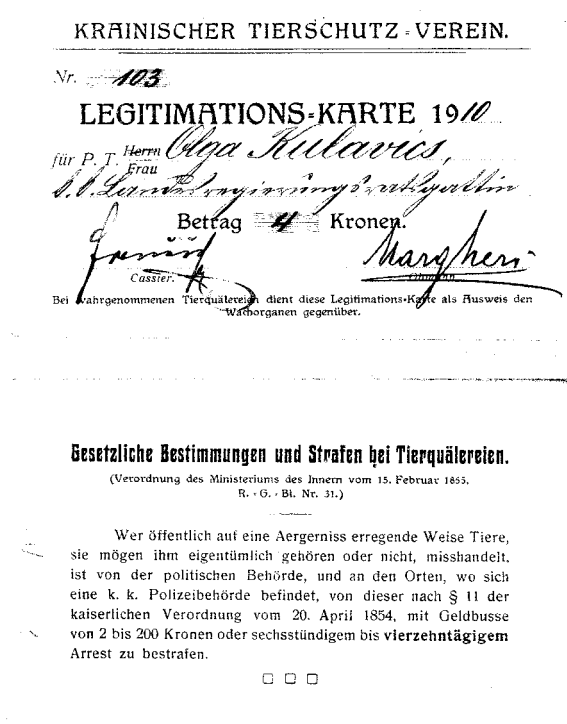 KRAINISCHER TIERSCHUTZ-VEREIN.
Nr. 103
LEGITIMATIONS-KARTE 1910
für P. T. Herrn Olga Kulavics,
Frau
k. k. Landesregierungsratsgattin
Betrag 4 Kronen.
Margheri
Cassier. Obmann.
Bei wahrgenommenen Tierquälereien dient diese Legitimations-Karte als Ausweis den
Wachorganen gegenüber.
Gesetzliche Bestimmungen und Strafen bei Tierquälereien.
(Verordnung des Ministeriums des Innern vom 15. Februar 1855,
R. - G. - Bl. Nr. 31.)
Wer öffentlich auf eine Aergerniss erregende Weise Tiere,
sie mögen ihm eigentümlich gehören oder nicht, misshandelt,
ist von der politischen Behörde, und an den Orten, wo sich
eine k. k. Polizeibehörde befindet, von dieser nach § 11 der
kaiserlichen Verordnung vom 20. April 1854, mit Geldbusse
von 2 bis 200 Kronen oder sechsstündigem bis vierzehntägigem
Arrest zu bestrafen.